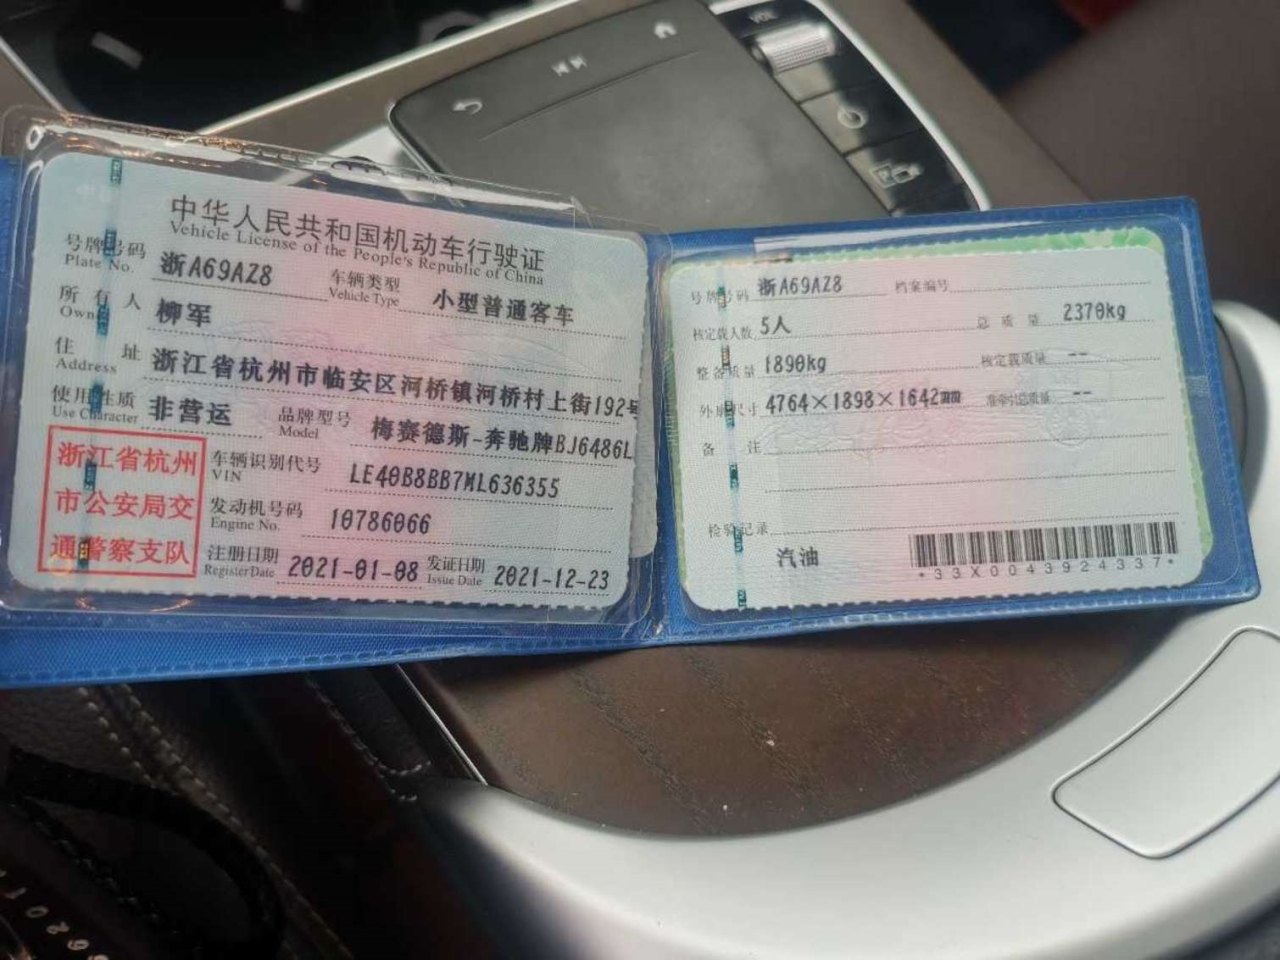 VOL
中华人民共和国机动车行驶证
Vehicle License of the People's Republic of China
号牌号码 浙A69AZ8 车辆类型 小型普通客车
Plate No. Vehicle Type
所有人 柳军
Owner
住址 浙江省杭州市临安区河桥镇河桥村上街192号
Address
使用性质 非营运 品牌型号 梅赛德斯-奔驰牌BJ6486L
Use Character Model
浙江省杭州
市公安局交
通警察支队
车辆识别代号 LE40B8BB7ML636355
VIN
发动机号码 10786066
Engine No.
注册日期 2021-01-08 发证日期 2021-12-23
Register Date Issue Date
号牌号码 浙A69AZ8 档案编号
核定载人数 5人 总质量 2370kg
整备质量 1890kg 核定载质量 --
外廓尺寸 4764×1898×1642mm 准牵引总质量 --
备注
检验记录
汽油
*33X0043924337*